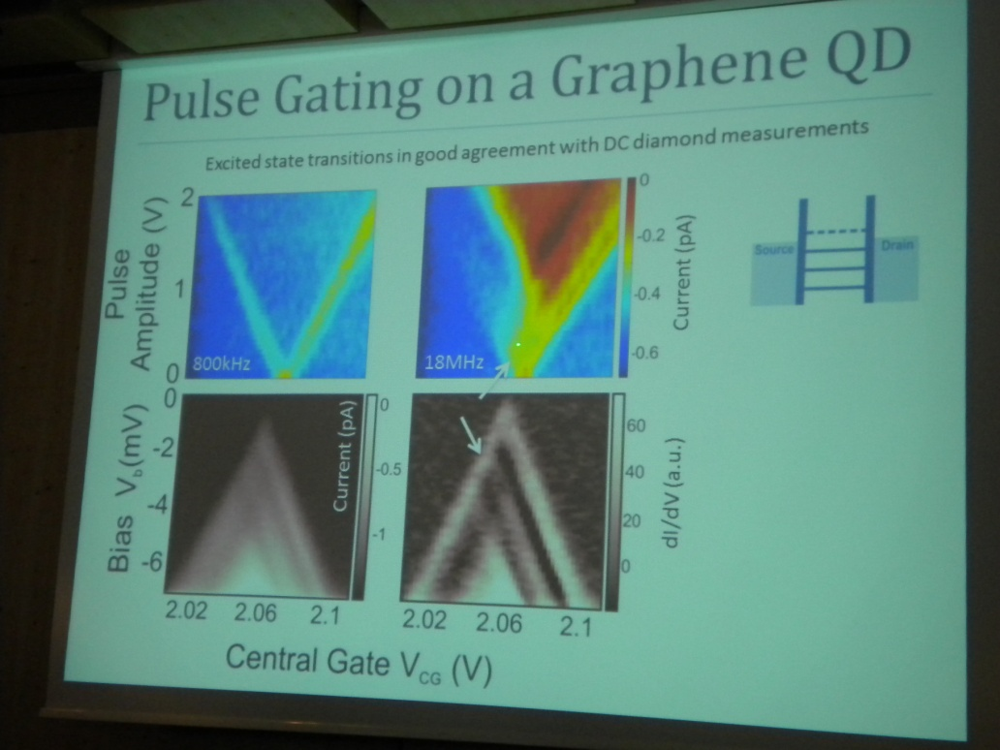 Pulse Gating on a Graphene QD
Excited state transitions in good agreement with DC diamond measurements
Pulse
Amplitude (V)
2
1
0
800kHz
18MHz
0
-0.2
-0.4
-0.6
Current (pA)
Source
Drain
Bias Vb(mV)
0
-2
-4
-6
Current (pA)
0
-0.5
-1
60
40
20
0
dI/dV (a.u.)
2.02 2.06 2.1
2.02 2.06 2.1
Central Gate VCG (V)